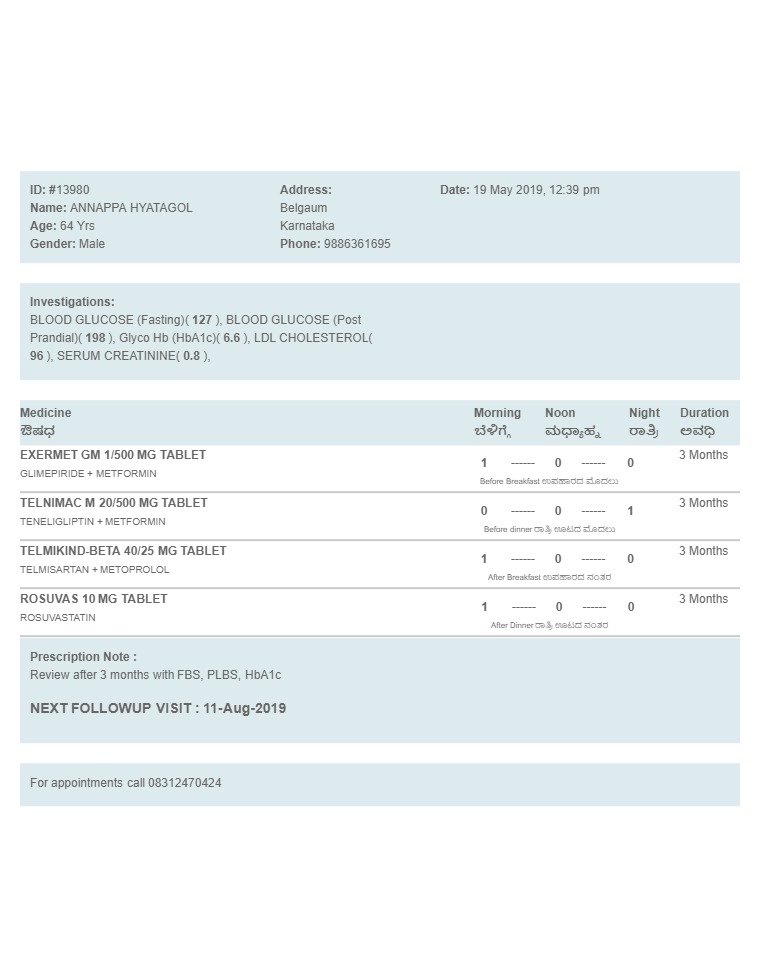 ID: #13980 Address: Date: 19 May 2019, 12:39 pm
Name: ANNAPPA HYATAGOL Belgaum
Age: 64 Yrs Karnataka
Gender: Male Phone: 9886361695
Investigations:
BLOOD GLUCOSE (Fasting)( 127 ), BLOOD GLUCOSE (Post
Prandial)( 198 ), Glyco Hb (HbA1c)( 6.6 ), LDL CHOLESTEROL(
96 ), SERUM CREATININE( 0.8 ),
Medicine Morning Noon Night Duration
ಔಷಧ ಬೆಳಿಗ್ಗೆ ಮಧ್ಯಾಹ್ನ ರಾತ್ರಿ ಅವಧಿ
EXERMET GM 1/500 MG TABLET 1 ------ 0 ------ 0 3 Months
GLIMEPIRIDE + METFORMIN
Before Breakfast ಉಪಹಾರದ ಮೊದಲು
TELNIMAC M 20/500 MG TABLET 0 ------ 0 ------ 1 3 Months
TENELIGLIPTIN + METFORMIN
Before dinner ರಾತ್ರಿ ಊಟದ ಮೊದಲು
TELMIKIND-BETA 40/25 MG TABLET 1 ------ 0 ------ 0 3 Months
TELMISARTAN + METOPROLOL
After Breakfast ಉಪಹಾರದ ನಂತರ
ROSUVAS 10 MG TABLET 1 ------ 0 ------ 0 3 Months
ROSUVASTATIN
After Dinner ರಾತ್ರಿ ಊಟದ ನಂತರ
Prescription Note :
Review after 3 months with FBS, PLBS, HbA1c
NEXT FOLLOWUP VISIT : 11-Aug-2019
For appointments call 08312470424